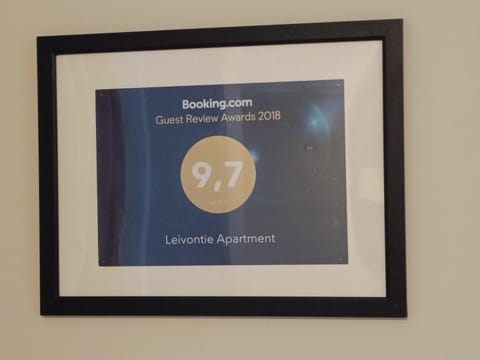 Booking.com
Guest Review Awards 2018
9,7
Leivontie Apartment